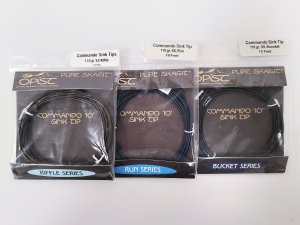 Commando Sink Tips
OPST
PURE SKAGIT
COMMANDO 10'
SINK TIP
RIPPLE SERIES
Commando Sink Tip
10 Feet
OPST
PURE SKAGIT
COMMANDO 10'
SINK TIP
RUN SERIES
Commando Sink Tip
10 Feet
OPST
PURE SKAGIT
COMMANDO 10'
SINK TIP
BUCKET SERIES